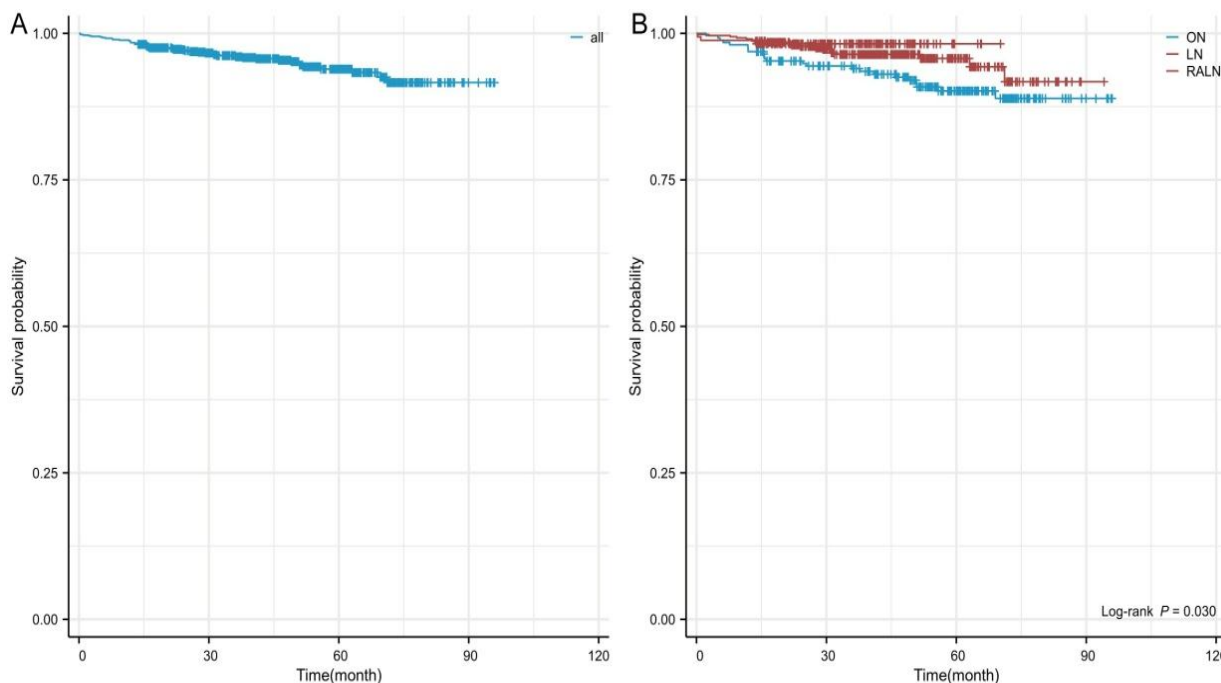 A
all
1.00
0.75
0.50
0.25
0.00
Survival probability
0 30 60 90 120
Time(month)
B
ON
LN
RALN
1.00
0.75
0.50
0.25
0.00
Survival probability
Log-rank P = 0.030
0 30 60 90 120
Time(month)